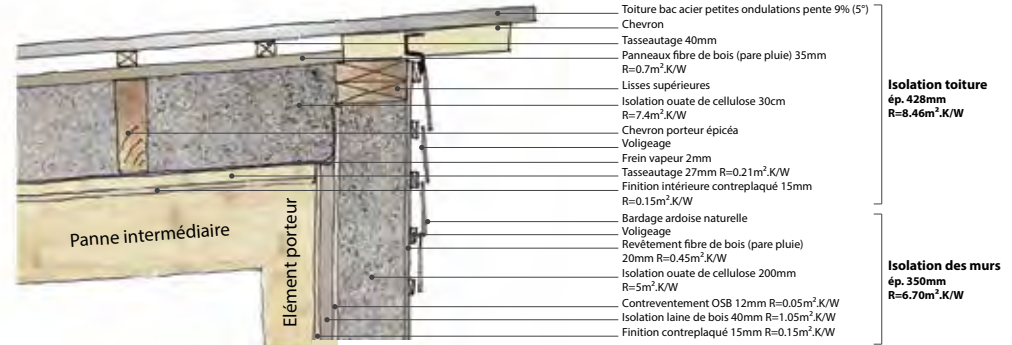 Toiture bac acier petites ondulations pente 9% (5°)
Chevron
Tasseautage 40mm
Panneaux fibre de bois (pare pluie) 35mm
R=0.7m².K/W
Lisses supérieures
Isolation ouate de cellulose 30cm
R=7.4m².K/W
Chevron porteur épicéa
Voligeage
Frein vapeur 2mm
Tasseautage 27mm R=0.21m².K/W
Finition intérieure contreplaqué 15mm
R=0.15m².K/W
Isolation toiture
ép. 428mm
R=8.46m².K/W
Panne intermédiaire
Elément porteur
Bardage ardoise naturelle
Voligeage
Revêtement fibre de bois (pare pluie)
20mm R=0.45m².K/W
Isolation ouate de cellulose 200mm
R=5m².K/W
Contreventement OSB 12mm R=0.05m².K/W
Isolation laine de bois 40mm R=1.05m².K/W
Finition contreplaqué 15mm R=0.15m².K/W
Isolation des murs
ép. 350mm
R=6.70m².K/W